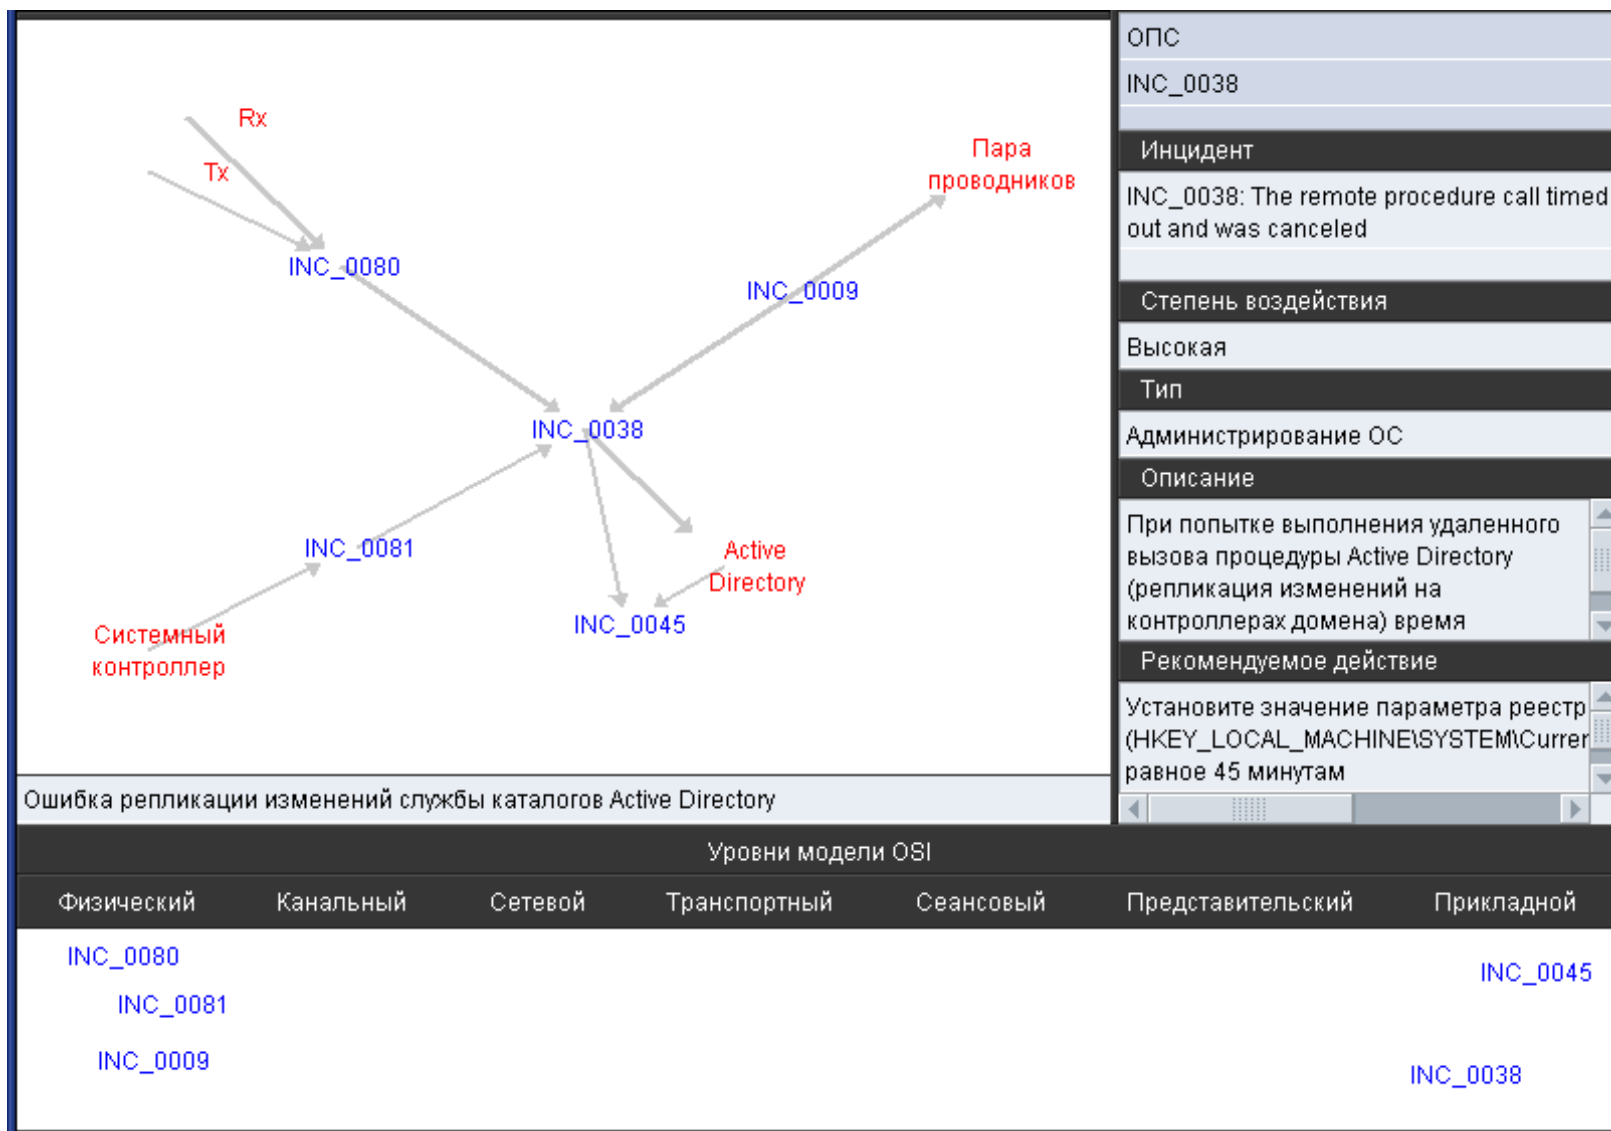 Rx
Tx
Пара
проводников
INC_0080
INC_0009
INC_0038
INC_0081
Active
Directory
INC_0045
Системный
контроллер
Ошибка репликации изменений службы каталогов Active Directory
ОПС
INC_0038
Инцидент
INC_0038: The remote procedure call timed
out and was canceled
Степень воздействия
Высокая
Тип
Администрирование ОС
Описание
При попытке выполнения удаленного
вызова процедуры Active Directory
(репликация изменений на
контроллерах домена) время
Рекомендуемое действие
Установите значение параметра реестр
(HKEY_LOCAL_MACHINE\SYSTEM\Currer
равное 45 минутам
Уровни модели OSI
Физический Канальный Сетевой Транспортный Сеансовый Представительский Прикладной
INC_0080
INC_0045
INC_0081
INC_0009
INC_0038